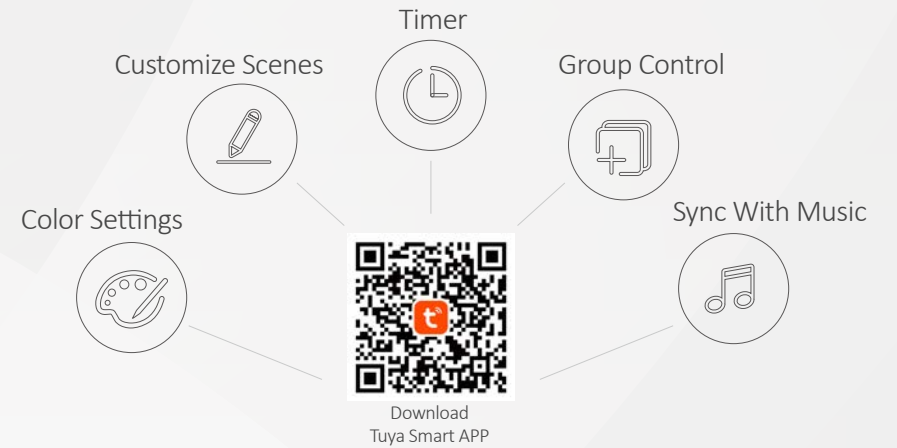 Timer
Customize Scenes
Group Control
Color Settings
Sync With Music
t
Download
Tuya Smart APP